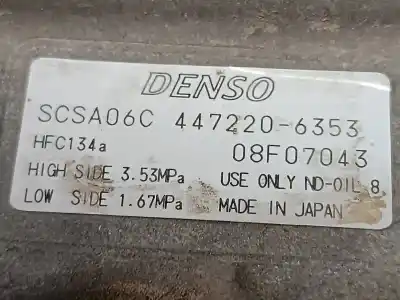 DENSO
SCSA06C 447220-6353
HFC134a 08F07043
HIGH SIDE 3.53MPa USE ONLY ND-OIL 8
LOW SIDE 1.67MPa MADE IN JAPAN